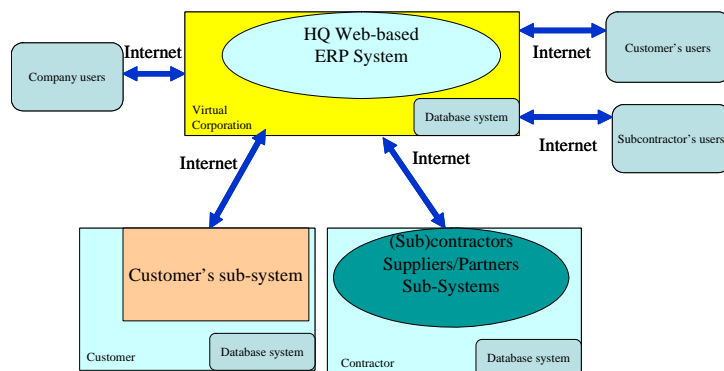 HQ Web-based
ERP System
Internet
Company users
Internet
Customer's users
Virtual
Corporation
Database system
Internet
Subcontractor's users
Internet
Internet
(Sub)contractors
Suppliers/Partners
Sub-Systems
Customer's sub-system
Customer
Database system
Contractor
Database system